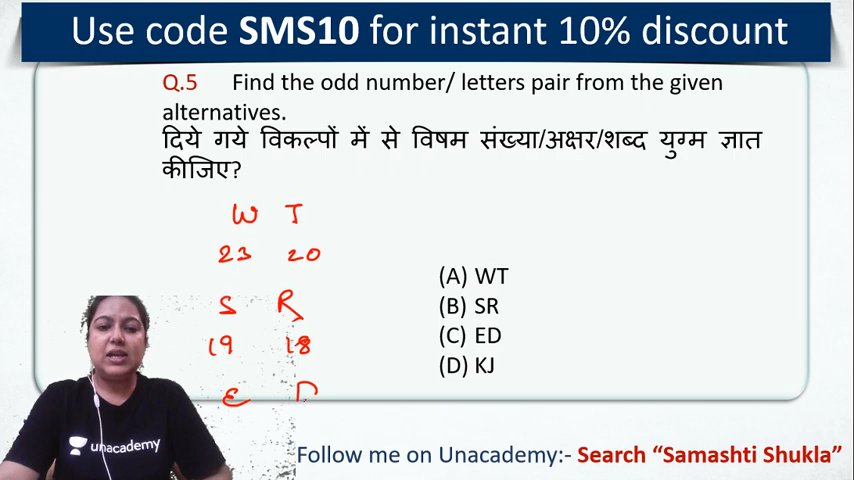 Use code SMS10 for instant 10% discount
Q.5 Find the odd number/ letters pair from the given
alternatives.
दिये गये विकल्पों में से विषम संख्या/अक्षर/शब्द युग्म ज्ञात
कीजिए?
W T
23 20
S R
19 18
E D
(A) WT
(B) SR
(C) ED
(D) KJ
unacademy
Follow me on Unacademy:- Search “Samashti Shukla”